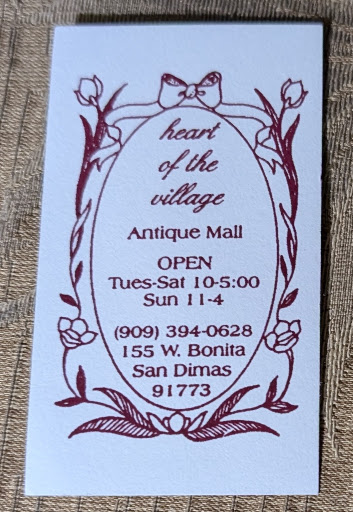 heart
of the
village
Antique Mall
OPEN
Tues-Sat 10-5:00
Sun 11-4
(909) 394-0628
155 W. Bonita
San Dimas
91773